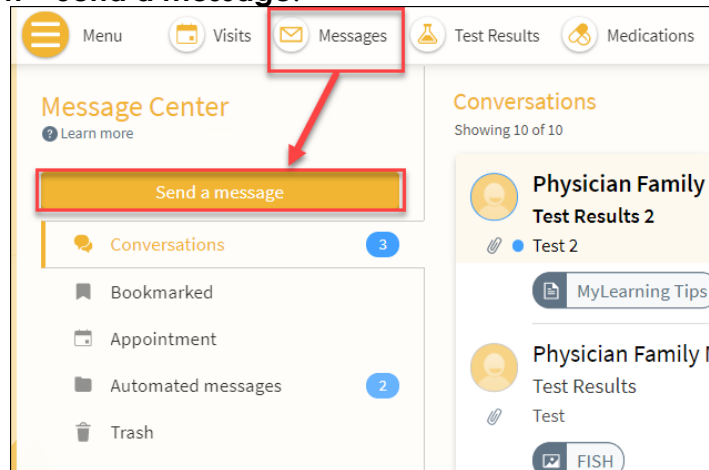 send a message.
Menu Visits Messages Test Results Medications
Message Center
Learn more
Send a message
Conversations 3
Bookmarked
Appointment
Automated messages 2
Trash
Conversations
Showing 10 of 10
Physician Family
Test Results 2
Test 2
MyLearning Tips
Physician Family
Test Results
Test
FISH